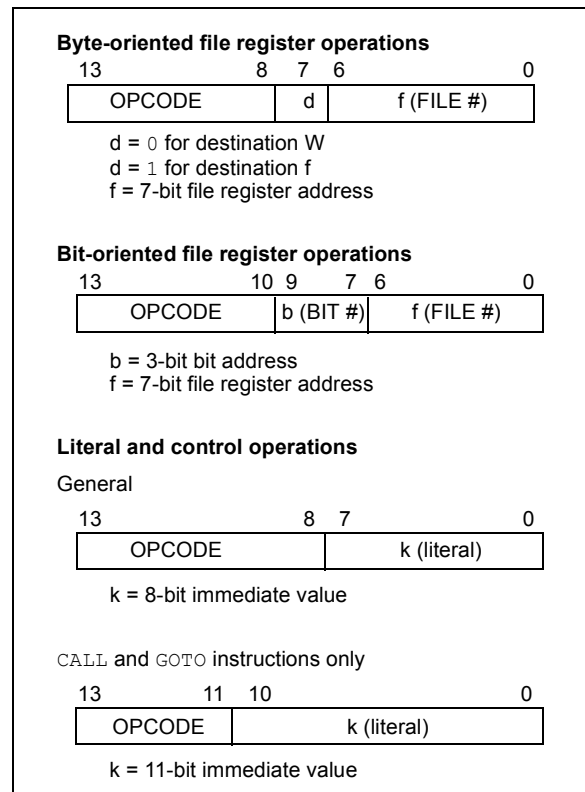 Byte-oriented file register operations
13 8 7 6 0
OPCODE d f (FILE #)
d = 0 for destination W
d = 1 for destination f
f = 7-bit file register address
Bit-oriented file register operations
13 10 9 7 6 0
OPCODE b (BIT #) f (FILE #)
b = 3-bit bit address
f = 7-bit file register address
Literal and control operations
General
13 8 7 0
OPCODE k (literal)
k = 8-bit immediate value
CALL and GOTO instructions only
13 11 10 0
OPCODE k (literal)
k = 11-bit immediate value